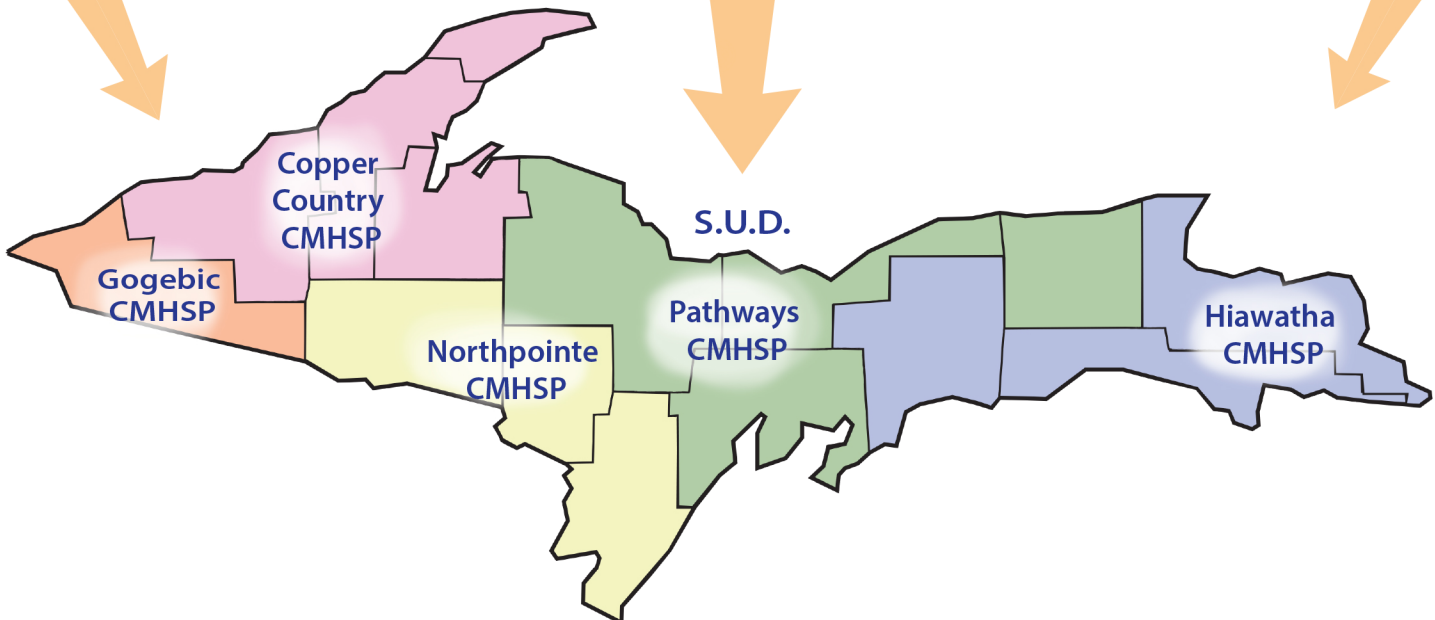 Copper
Country
CMHSP
S.U.D.
Gogebic
CMHSP
Pathways
CMHSP
Hiawatha
CMHSP
Northpointe
CMHSP